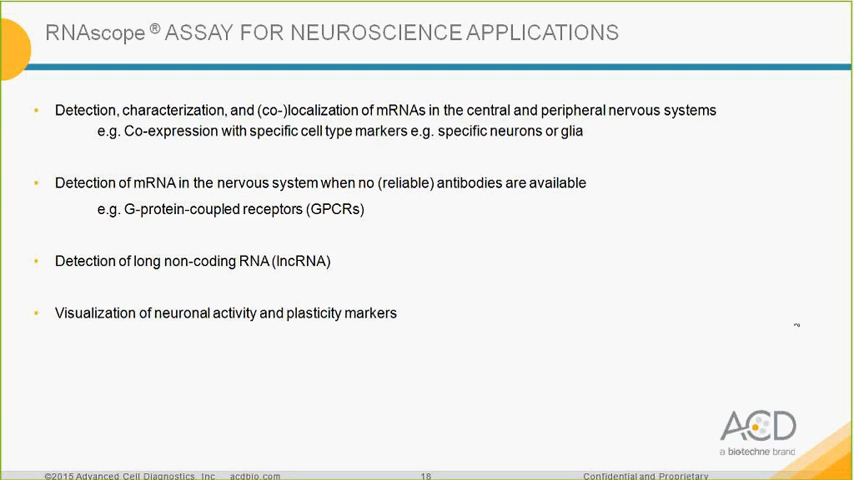 RNAscope ® ASSAY FOR NEUROSCIENCE APPLICATIONS
• Detection, characterization, and (co-)localization of mRNAs in the central and peripheral nervous systems
e.g. Co-expression with specific cell type markers e.g. specific neurons or glia
• Detection of mRNA in the nervous system when no (reliable) antibodies are available
e.g. G-protein-coupled receptors (GPCRs)
• Detection of long non-coding RNA (lncRNA)
• Visualization of neuronal activity and plasticity markers
ACD
a biotechne brand
©2015 Advanced Cell Diagnostics, Inc acdbio.com 18 Confidential and Proprietary